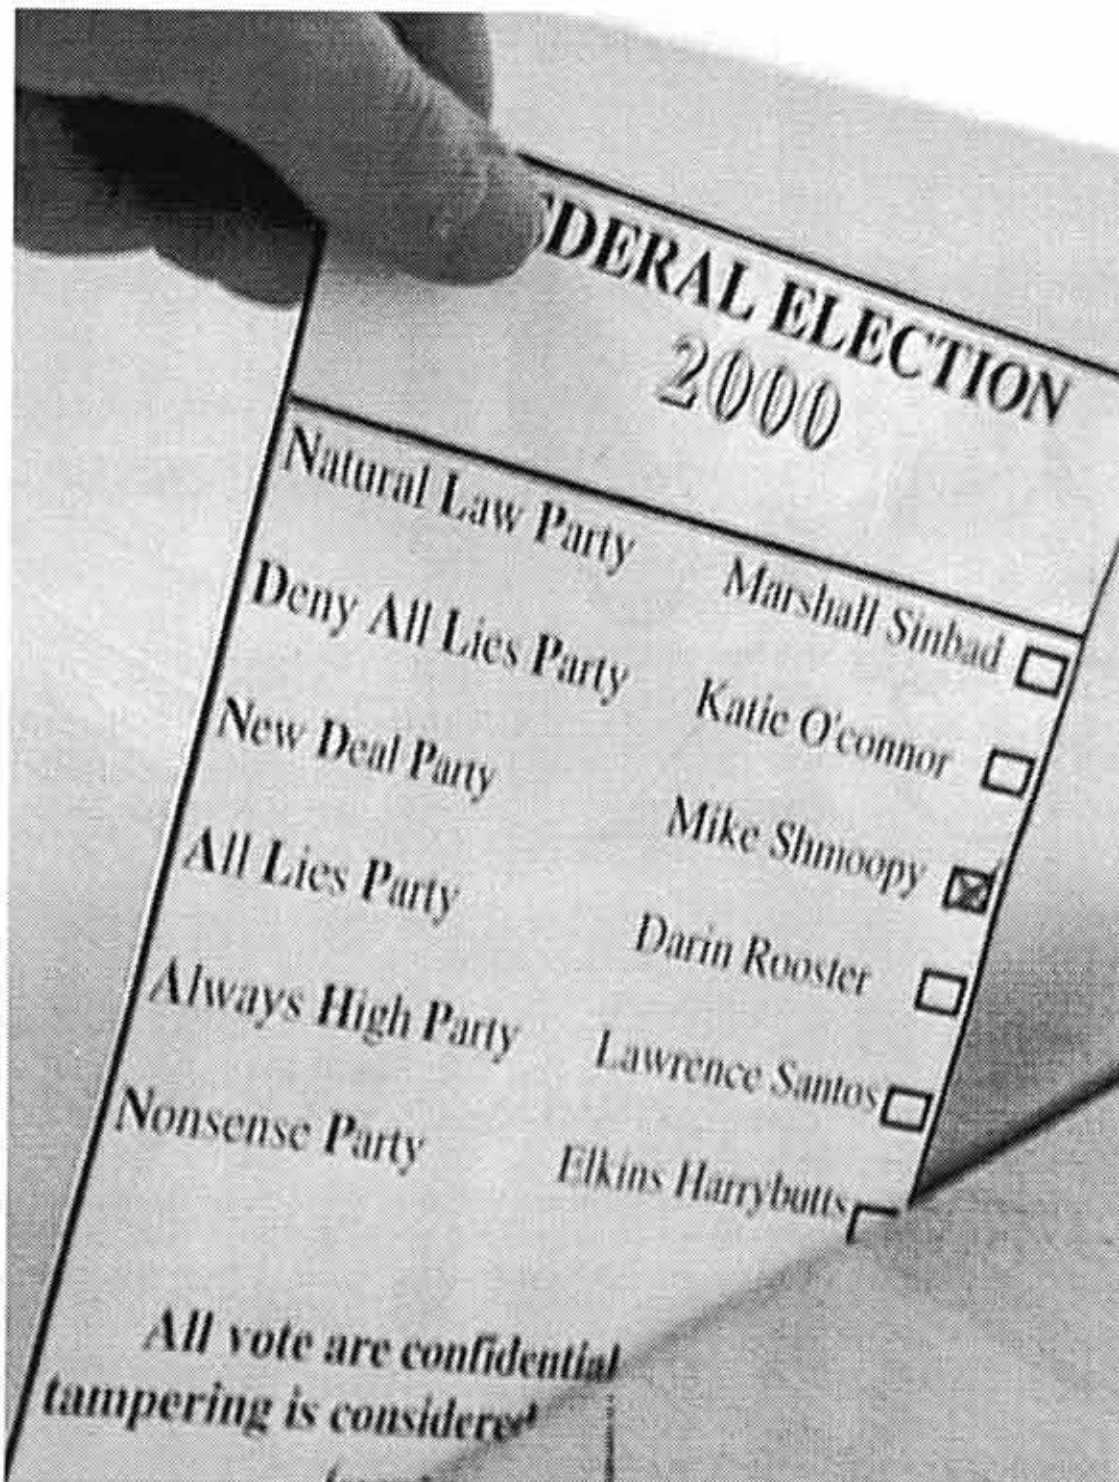 EDERAL ELECTION
2000
Natural Law Party Marshall Sinbad
Deny All Lies Party Katie O'connor
New Deal Party Mike Shmoopy
All Lies Party Darin Rooster
Always High Party Lawrence Santos
Nonsense Party Elkins Harrybutts
All vote are confidential
tampering is considered